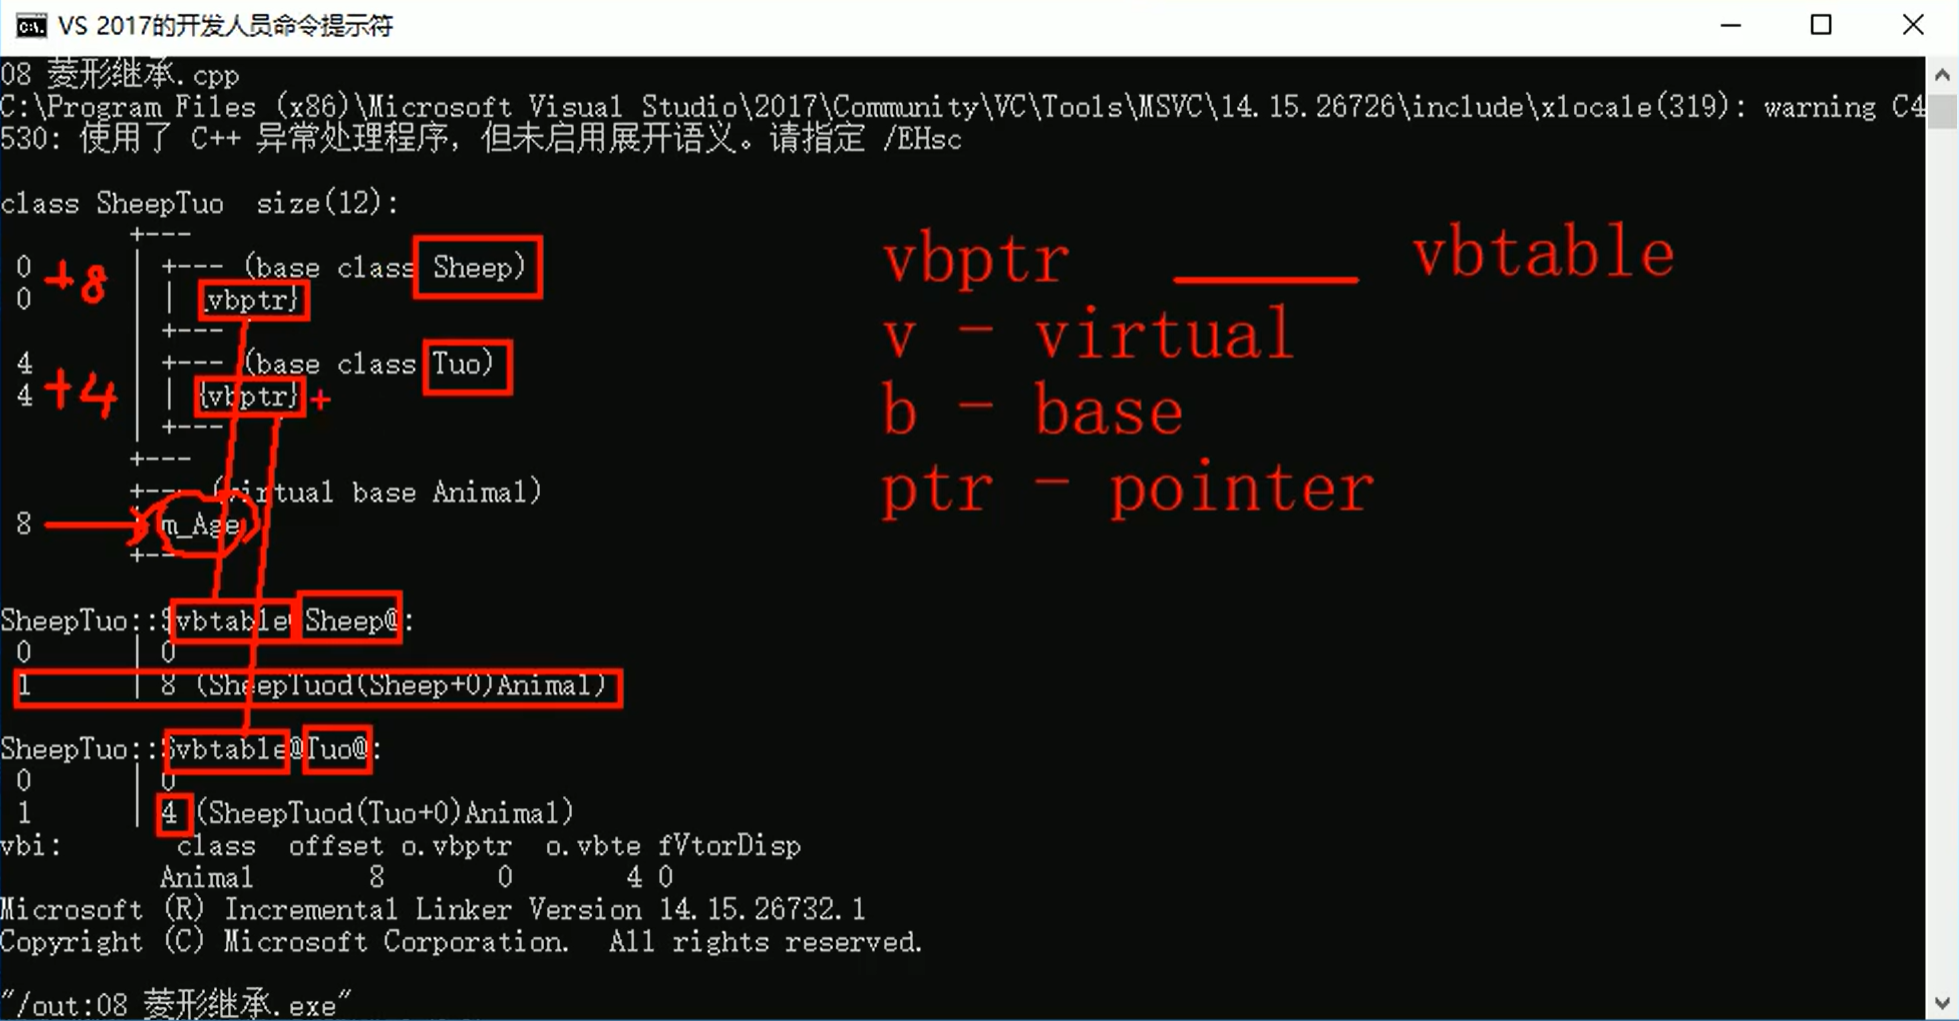 VS 2017的开发人员命令提示符
08 菱形继承.cpp
C:\Program Files (x86)\Microsoft Visual Studio\2017\Community\VC\Tools\MSVC\14.15.26726\include\xlocale(319): warning C4
530: 使用了 C++ 异常处理程序，但未启用展开语义。请指定 /EHsc
class SheepTuo  size(12):
+---
0 +8 | +--- (base class Sheep)
0 | | {vbptr}
| +---
4 | +--- (base class Tuo)
4 +4 | | {vbptr} +
| +---
+---
+--- (virtual base Animal)
8 | m_Age
+---
SheepTuo::$vbtable@Sheep@:
0 | 0
1 | 8 (SheepTuod(Sheep+0)Animal)
SheepTuo::$vbtable@Tuo@:
0 | 0
1 | 4 (SheepTuod(Tuo+0)Animal)
vbi: class offset o.vbptr o.vbte fVtorDisp
Animal 8 0 4 0
Microsoft (R) Incremental Linker Version 14.15.26732.1
Copyright (C) Microsoft Corporation.  All rights reserved.
"/out:08 菱形继承.exe"
vbptr vbtable
v - virtual
b - base
ptr - pointer